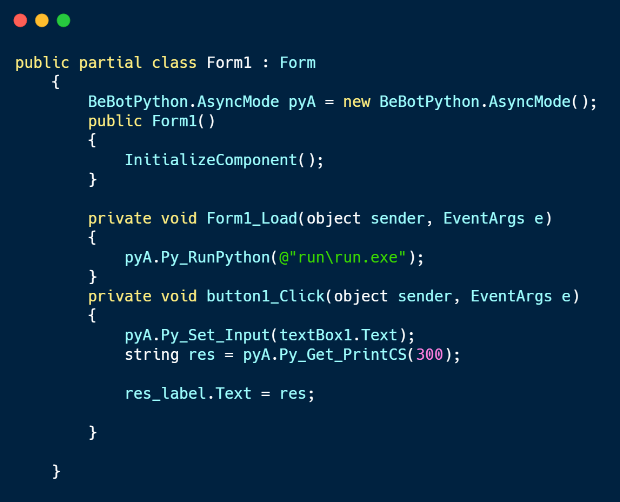 public partial class Form1 : Form
{
BeBotPython.AsyncMode pyA = new BeBotPython.AsyncMode();
public Form1()
{
InitializeComponent();
}
private void Form1_Load(object sender, EventArgs e)
{
pyA.Py_RunPython(@"run\run.exe");
}
private void button1_Click(object sender, EventArgs e)
{
pyA.Py_Set_Input(textBox1.Text);
string res = pyA.Py_Get_PrintCS(300);
res_label.Text = res;
}
}